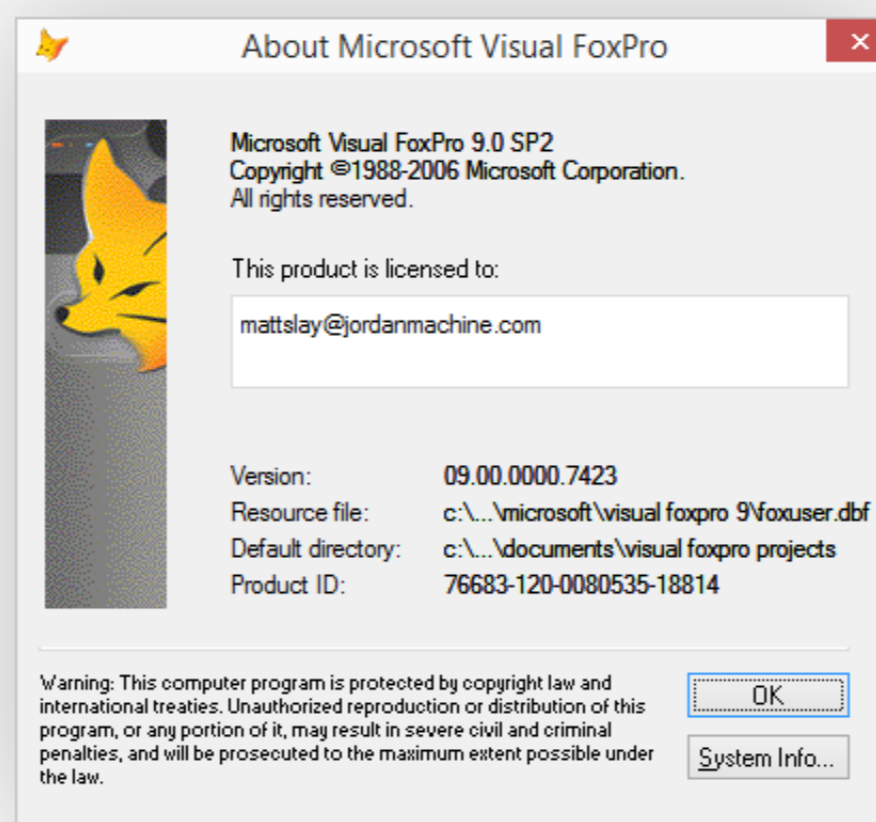 About Microsoft Visual FoxPro
Microsoft Visual FoxPro 9.0 SP2
Copyright ©1988-2006 Microsoft Corporation.
All rights reserved.
This product is licensed to:
mattslay@jordanmachine.com
Version: 09.00.0000.7423
Resource file: c:\...\microsoft\visual foxpro 9\foxuser.dbf
Default directory: c:\...\documents\visual foxpro projects
Product ID: 76683-120-0080535-18814
Warning: This computer program is protected by copyright law and
international treaties. Unauthorized reproduction or distribution of this
program, or any portion of it, may result in severe civil and criminal
penalties, and will be prosecuted to the maximum extent possible under
the law.
OK
System Info...